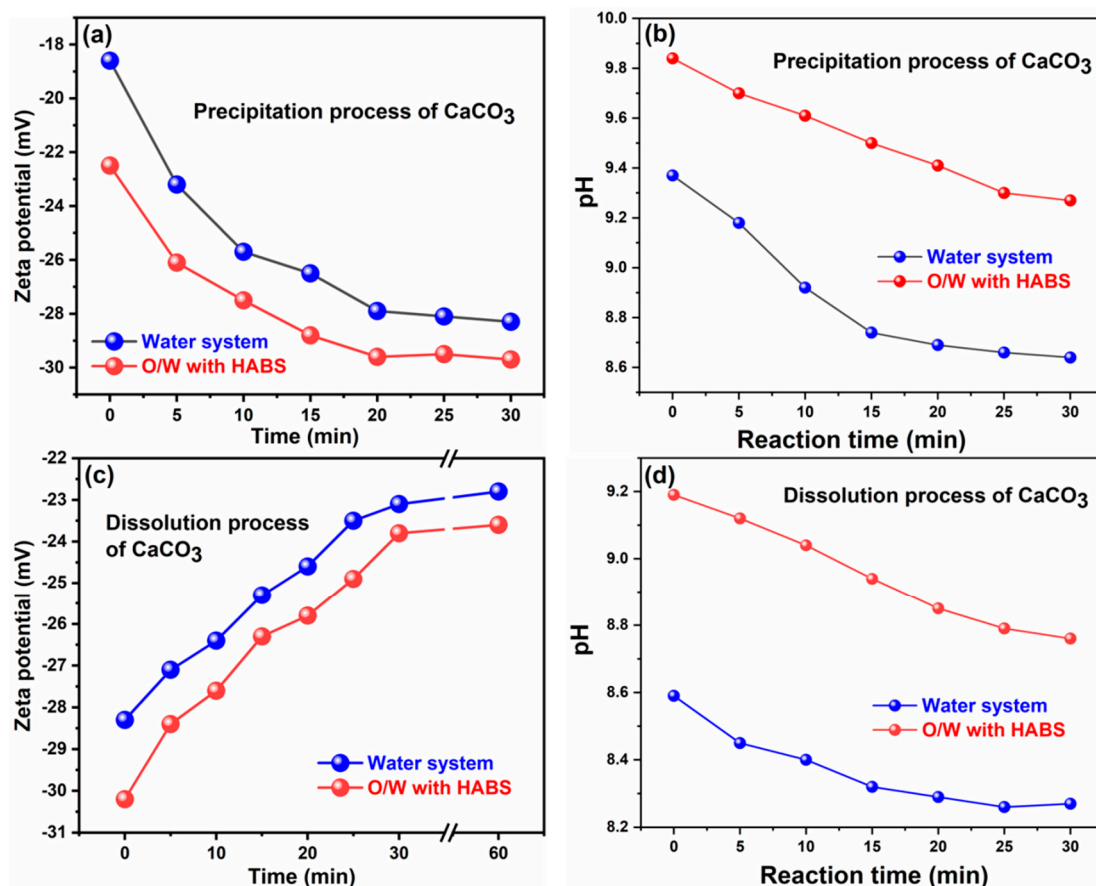 (a)
Precipitation process of CaCO3
Zeta potential (mV)
-18
-20
-22
-24
-26
-28
-30
Water system
O/W with HABS
0 5 10 15 20 25 30
Time (min)
(b)
Precipitation process of CaCO3
pH
10.0
9.8
9.6
9.4
9.2
9.0
8.8
8.6
Water system
O/W with HABS
0 5 10 15 20 25 30
Reaction time (min)
(c)
Dissolution process
of CaCO3
Zeta potential (mV)
-22
-23
-24
-25
-26
-27
-28
-29
-30
-31
Water system
O/W with HABS
0 10 20 30 60
Time (min)
(d)
Dissolution process of CaCO3
pH
9.2
9.0
8.8
8.6
8.4
8.2
Water system
O/W with HABS
0 5 10 15 20 25 30
Reaction time (min)